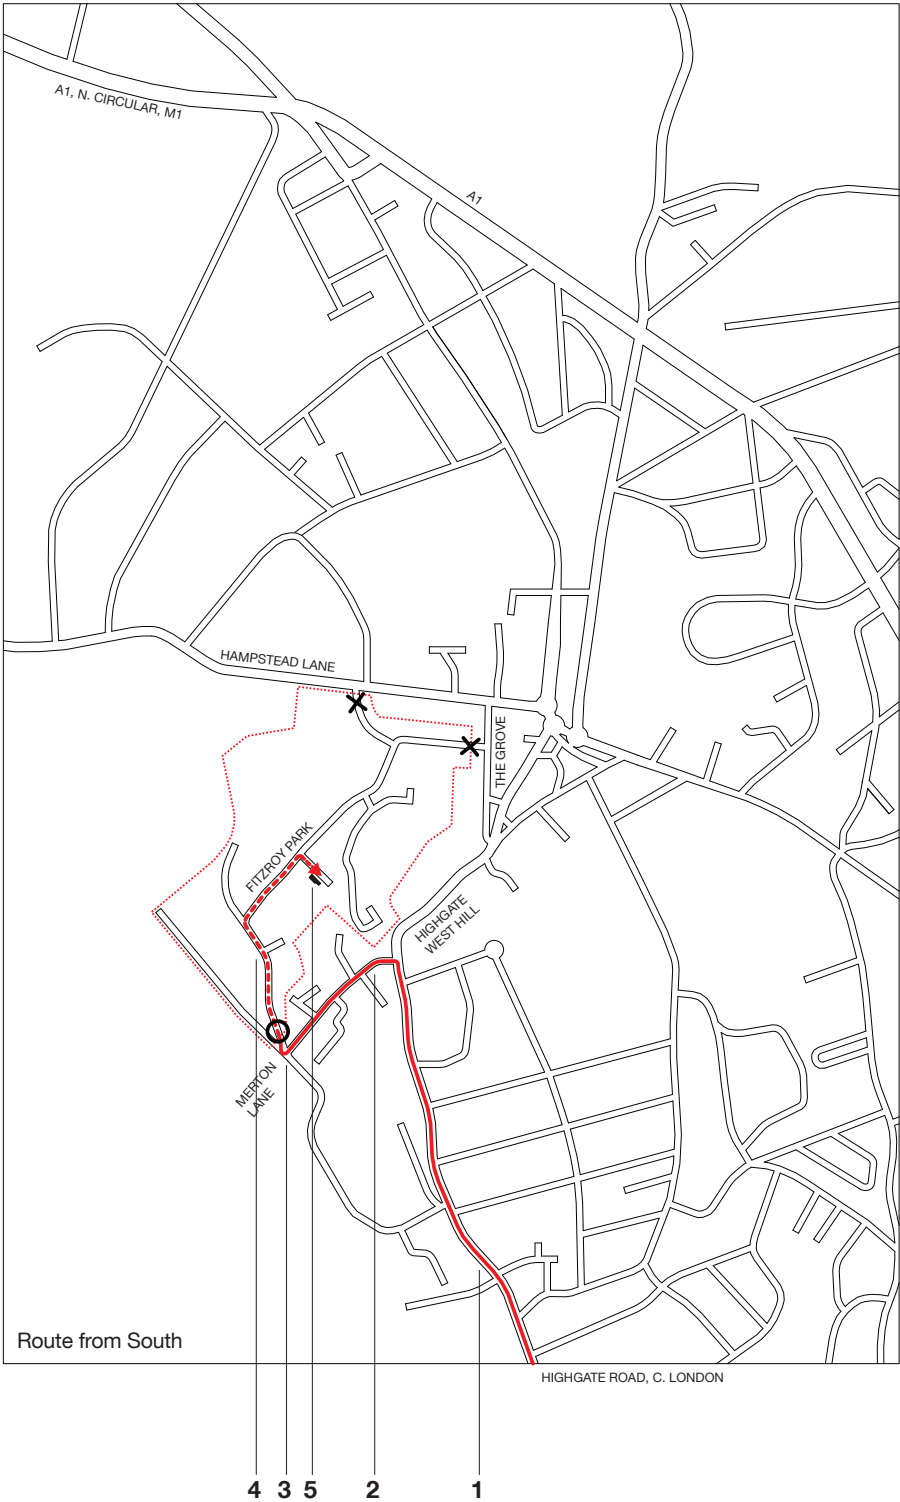 A1, N. CIRCULAR, M1
A1
HAMPSTEAD LANE
THE GROVE
FITZROY PARK
HIGHGATE
WEST HILL
MERTON
LANE
Route from South
HIGHGATE ROAD, C. LONDON
4 3 5 2 1